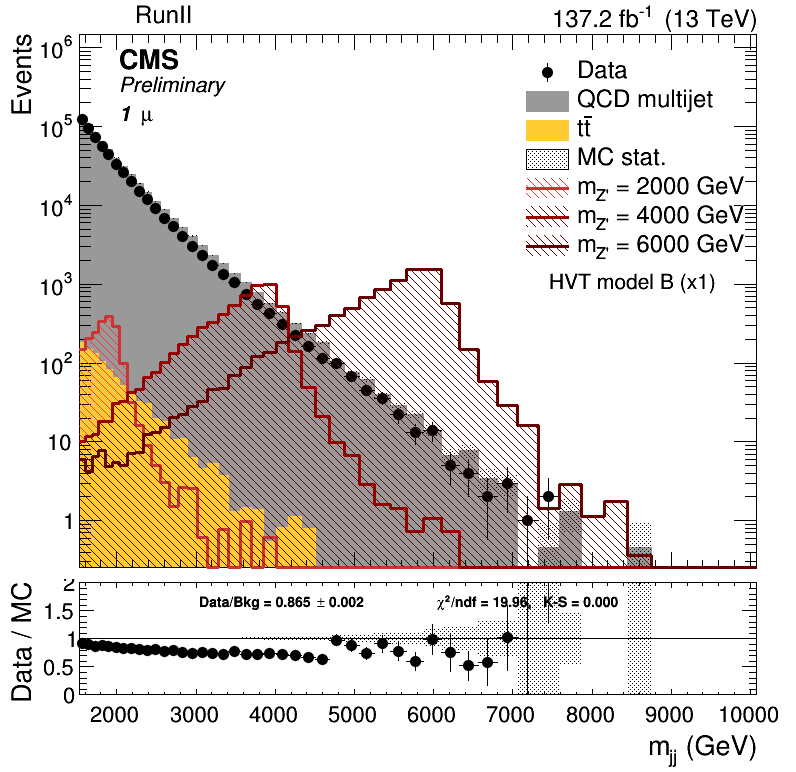 RunII 137.2 fb⁻¹ (13 TeV)
Events
10⁶
10⁵
10⁴
10³
10²
10
1
CMS
Preliminary
1 μ
Data
QCD multijet
tt̄
MC stat.
m_Z' = 2000 GeV
m_Z' = 4000 GeV
m_Z' = 6000 GeV
HVT model B (x1)
Data / MC
2
1.5
1
0.5
0
Data/Bkg = 0.865 ± 0.002 χ²/ndf = 19.96, K-S = 0.000
2000 3000 4000 5000 6000 7000 8000 9000 10000
m_jj (GeV)